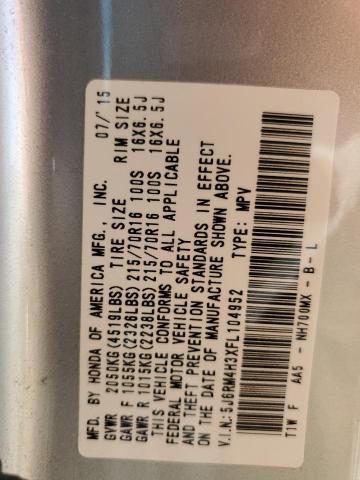 MFD. BY HONDA OF AMERICA MFG., INC. 07/'15
GVWR 2050KG(4519LBS) TIRE SIZE RIM SIZE
GAWR F 1055KG(2326LBS) 215/70R16 100S 16X6.5J
GAWR R 1015KG(2238LBS) 215/70R16 100S 16X6.5J
THIS VEHICLE CONFORMS TO ALL APPLICABLE
FEDERAL MOTOR VEHICLE SAFETY
AND THEFT PREVENTION STANDARDS IN EFFECT
ON THE DATE OF MANUFACTURE SHOWN ABOVE.
V.I.N.:5J6RM4H3XFL104952 TYPE: MPV
T1W F AA5 - NH700MX - B - L